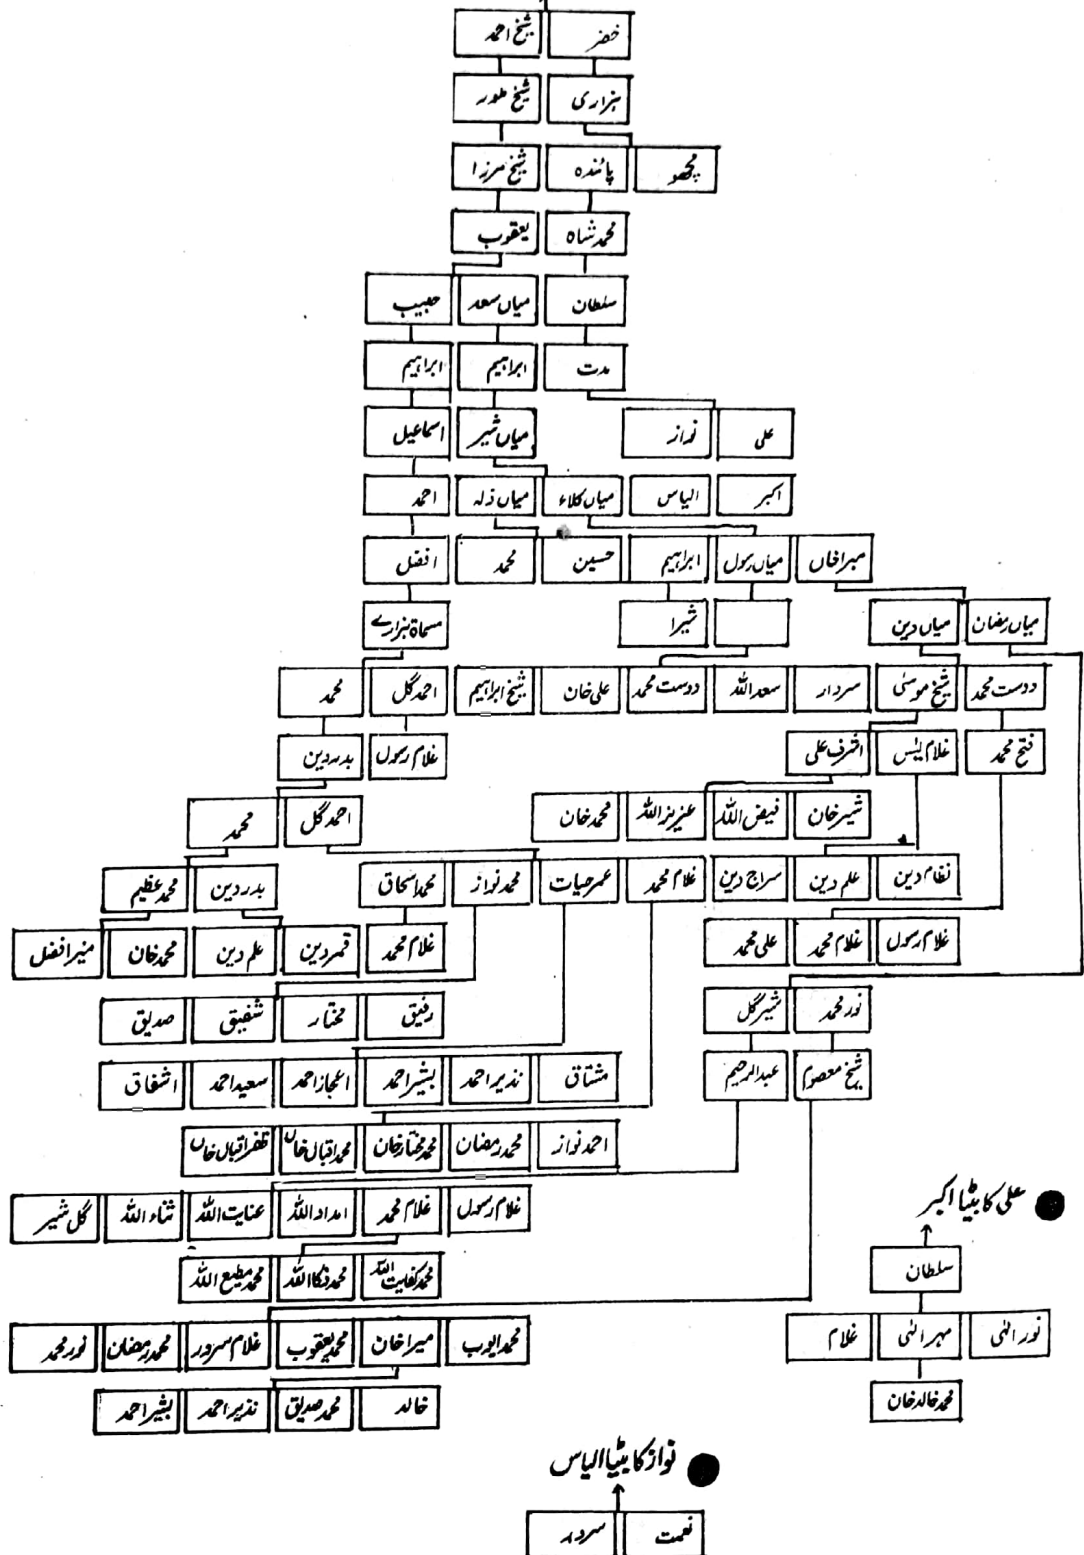 خضر شیخ احمد
ہزاری شیخ طور
مچھو پائندہ شیخ مرزا
محمد شاہ یعقوب
سلطان میاں سعد حبیب
مدت ابراہیم ابراہیم
علی نواز میاں شیر اسماعیل
اکبر الیاس میاں کلاء میاں ذلہ احمد
میرا خاں میاں رسول ابراہیم حسین محمد افضل
میاں رمضان میاں دین شیرا مسماۃ ہزارے
دوست محمد شیخ موسیٰ سردار سعد اللہ دوست محمد علی خان شیخ ابراہیم احمد گل محمد
فتح محمد غلام یٰس اشرف علی غلام رسول بدر دین
شیر خان فیض اللہ عزیز اللہ محمد خان احمد گل محمد
نظام دین علم دین سراج دین غلام محمد عمر حیات محمد نواز محمد اسحاق بدر دین محمد عظیم
غلام رسول غلام محمد علی محمد غلام محمد قمر دین علم دین محمد خان میر افضل
نور محمد شیر گل رفیق مختار شفیق صدیق
شیخ معصوم عبد الرحیم مشتاق نذیر احمد بشیر احمد اعجاز احمد سعید احمد اشفاق
احمد نواز محمد رمضان محمد مختار خان محمد اقبال خاں ظفر اقبال خاں
غلام رسول غلام محمد امداد اللہ عنایت اللہ ثناء اللہ گل شیر
علی کا بیٹا اکبر
محمد کفایت اللہ محمد ذکا اللہ محمد مطیع اللہ
سلطان
محمد ایوب میرا خان محمد یعقوب غلام سرور محمد رمضان نور محمد
نور الٰہی مہر الٰہی غلام
خالد محمد صدیق نذیر احمد بشیر احمد
محمد خالد خان
نواز کا بیٹا الیاس
نعمت